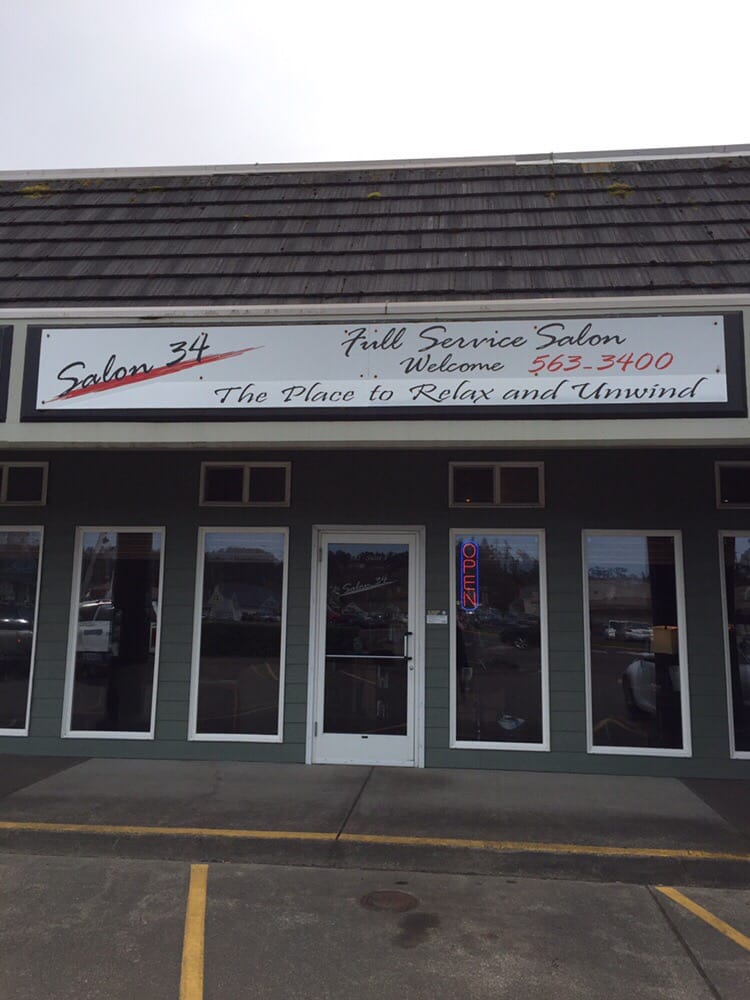 Salon 34
Full Service Salon
Welcome 563-3400
The Place to Relax and Unwind
Salon 34
OPEN